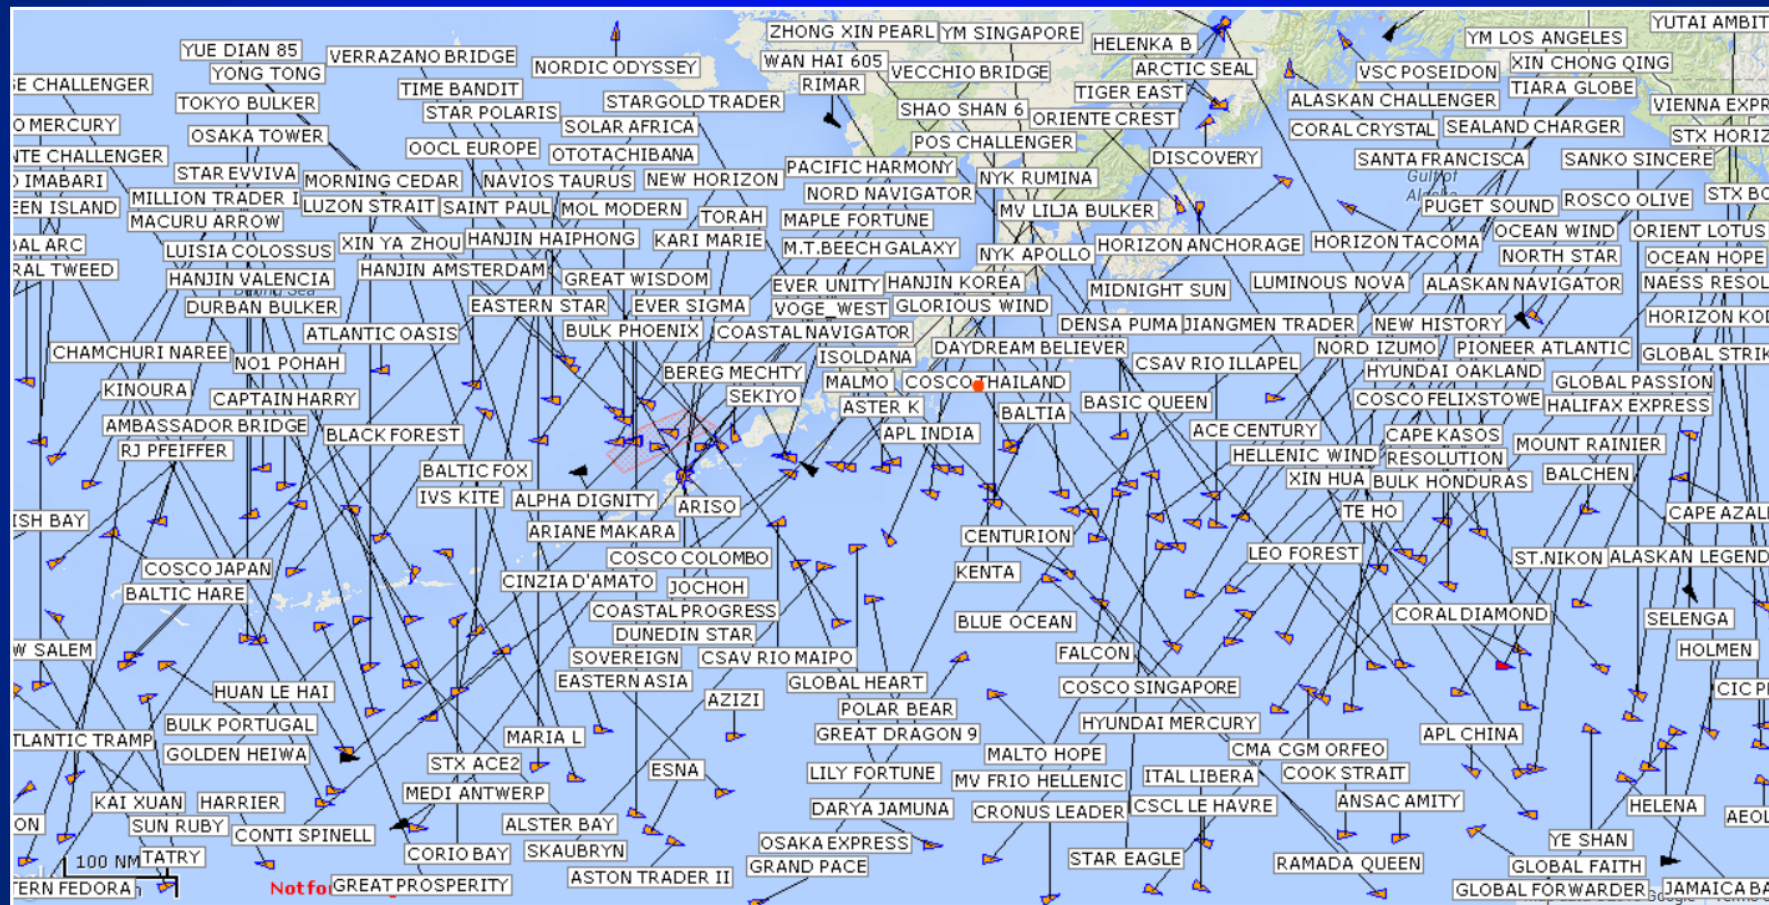 YUE DIAN 85
VERRAZANO BRIDGE
NORDIC ODYSSEY
ZHONG XIN PEARL
YM SINGAPORE
HELENKA B
YM LOS ANGELES
YUTAI AMBIT
GE CHALLENGER
YONG TONG
TIME BANDIT
WAN HAI 605
VECCHIO BRIDGE
ARCTIC SEAL
VSC POSEIDON
XIN CHONG QING
TOKYO BULKER
STAR POLARIS
STARGOLD TRADER
RIMAR
SHAO SHAN 6
TIGER EAST
ALASKAN CHALLENGER
TIARA GLOBE
VIENNA EXPR
O MERCURY
OSAKA TOWER
OOCL EUROPE
SOLAR AFRICA
POS CHALLENGER
ORIENTE CREST
CORAL CRYSTAL
SEALAND CHARGER
STX HORIZ
NTE CHALLENGER
STAR EVVIVA
OTOTACHIBANA
PACIFIC HARMONY
DISCOVERY
SANTA FRANCISCA
SANKO SINCERE
IMABARI
MORNING CEDAR
NAVIOS TAURUS
NEW HORIZON
NORD NAVIGATOR
NYK RUMINA
Gulf of
Alaska
STX BO
EEN ISLAND
MILLION TRADER I
LUZON STRAIT
SAINT PAUL
MOL MODERN
TORAH
MAPLE FORTUNE
MV LILJA BULKER
PUGET SOUND
ROSCO OLIVE
MACURU ARROW
BAL ARC
LUISIA COLOSSUS
XIN YA ZHOU
HANJIN HAIPHONG
KARI MARIE
M.T.BEECH GALAXY
NYK APOLLO
HORIZON ANCHORAGE
HORIZON TACOMA
OCEAN WIND
ORIENT LOTUS
RAL TWEED
HANJIN VALENCIA
HANJIN AMSTERDAM
GREAT WISDOM
EVER UNITY
HANJIN KOREA
MIDNIGHT SUN
LUMINOUS NOVA
ALASKAN NAVIGATOR
NORTH STAR
OCEAN HOPE
NAESS RESOL
DURBAN BULKER
EASTERN STAR
EVER SIGMA
VOGE_WEST
GLORIOUS WIND
ATLANTIC OASIS
BULK PHOENIX
COASTAL NAVIGATOR
DENSA PUMA
JIANGMEN TRADER
NEW HISTORY
HORIZON KOD
CHAMCHURI NAREE
NO1 POHAH
ISOLDANA
DAYDREAM BELIEVER
CSAV RIO ILLAPEL
NORD IZUMO
PIONEER ATLANTIC
GLOBAL STRIK
KINOURA
CAPTAIN HARRY
BEREG MECHTY
MALMO
COSCO THAILAND
HYUNDAI OAKLAND
GLOBAL PASSION
SEKIYO
ASTER K
BALTIA
BASIC QUEEN
COSCO FELIXSTOWE
HALIFAX EXPRESS
AMBASSADOR BRIDGE
BLACK FOREST
APL INDIA
ACE CENTURY
CAPE KASOS
MOUNT RAINIER
RJ PFEIFFER
BALTIC FOX
HELLENIC WIND
RESOLUTION
BALCHEN
IVS KITE
ALPHA DIGNITY
ARISO
XIN HUA
BULK HONDURAS
ISH BAY
ARIANE MAKARA
CENTURION
TE HO
CAPE AZAL
COSCO JAPAN
COSCO COLOMBO
KENTA
LEO FOREST
ST.NIKON
ALASKAN LEGEND
BALTIC HARE
CINZIA D'AMATO
JOCHOH
COASTAL PROGRESS
BLUE OCEAN
CORAL DIAMOND
SELENGA
W SALEM
DUNEDIN STAR
SOVEREIGN
CSAV RIO MAIPO
FALCON
HOLMEN
HUAN LE HAI
EASTERN ASIA
GLOBAL HEART
COSCO SINGAPORE
CIC P
BULK PORTUGAL
AZIZI
POLAR BEAR
HYUNDAI MERCURY
TLANTIC TRAMP
GOLDEN HEIWA
MARIA L
GREAT DRAGON 9
MALTO HOPE
CMA CGM ORFEO
APL CHINA
STX ACE2
ESNA
LILY FORTUNE
MV FRIO HELLENIC
ITAL LIBERA
COOK STRAIT
KAI XUAN
HARRIER
MEDI ANTWERP
DARYA JAMUNA
CRONUS LEADER
CSCL LE HAVRE
ANSAC AMITY
HELENA
ON
SUN RUBY
CONTI SPINELL
ALSTER BAY
OSAKA EXPRESS
YE SHAN
AEOL
100 NM
TATRY
CORIO BAY
SKAUBRYN
GRAND PACE
STAR EAGLE
RAMADA QUEEN
GLOBAL FAITH
TERN FEDORA
Not fo
GREAT PROSPERITY
ASTON TRADER II
GLOBAL FORWARDER
JAMAICA BA